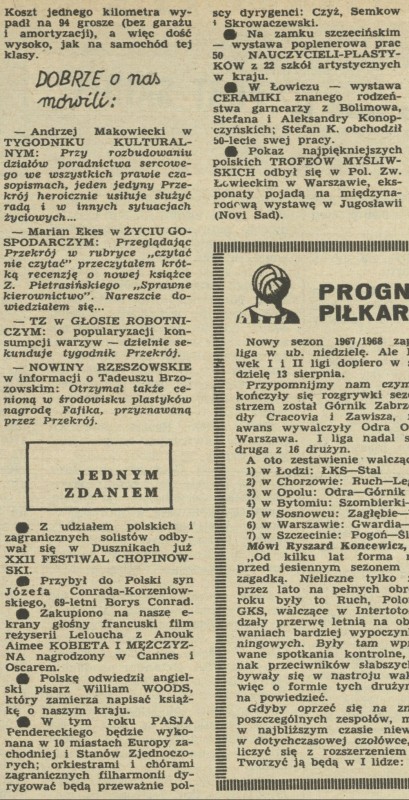 Koszt jednego kilometra wy-
padł na 94 grosze (bez garażu
i amortyzacji), a więc dość
wysoko, jak na samochód tej
klasy.
DOBRZE o nas
mówili:
— Andrzej Makowiecki w
TYGODNIKU KULTURAL-
NYM: Przy rozbudowaniu
działów poradnictwa sercowe-
go we wszystkich prawie cza-
sopismach, jeden jedyny Prze-
krój heroicznie usiłuje służyć
radą i w innych sytuacjach
życiowych...
— Marian Ekes w ŻYCIU GO-
SPODARCZYM: Przeglądając
Przekrój w rubryce „czytać
nie czytać” przeczytałem krót-
ką recenzję o nowej książce
Z. Pietrasińskiego „Sprawne
kierownictwo”. Nareszcie do-
wiedziałem się...
— TZ w GŁOSIE ROBOTNI-
CZYM: o popularyzacji kon-
sumpcji warzyw — dzielnie se-
kunduje tygodnik Przekrój.
— NOWINY RZESZOWSKIE
w informacji o Tadeuszu Brzo-
zowskim: Otrzymał także ce-
nioną w środowisku plastyków
nagrodę Fafika, przyznawaną
przez Przekrój.
JEDNYM
ZDANIEM
Z udziałem polskich i
zagranicznych solistów odby-
wał się w Dusznikach już
XXII FESTIWAL CHOPINOW-
SKI.
Przybył do Polski syn
Józefa Conrada-Korzeniow-
skiego, 69-letni Borys Conrad.
Zakupiono na nasze e-
krany głośny francuski film
reżyserii Leloucha z Anouk
Aimee KOBIETA I MĘŻCZYZ-
NA nagrodzony w Cannes i
Oscarem.
Polskę odwiedził angiel-
ski pisarz William WOODS,
który zamierza napisać książ-
kę o naszym kraju.
W tym roku PASJA
Pendereckiego będzie wyko-
nana w 10 miastach Europy za-
chodniej i Stanów Zjednoczo-
nych; orkiestrami i chórami
zagranicznych filharmonii dy-
rygować będą przeważnie pol-
scy dyrygenci: Czyż, Semkow
i Skrowaczewski.
Na zamku szczecińskim
— wystawa poplenerowa prac
50 NAUCZYCIELI-PLASTY-
KÓW z 22 szkół artystycznych
w kraju.
W Łowiczu — wystawa
CERAMIKI znanego rodzeń-
stwa garncarzy z Bolimowa,
Stefana i Aleksandry Konop-
czyńskich; Stefan K. obchodził
50-lecie swej pracy.
Pokaz najpiękniejszych
polskich TROFEÓW MYŚLIW-
SKICH odbył się w Pol. Zw.
Łowieckim w Warszawie, eks-
ponaty pojadą na międzyna-
rodową wystawę w Jugosławii
(Novi Sad).
PROGN
PIŁKAR
Nowy sezon 1967/1968 zap
liga w ub. niedzielę. Ale I
wek I i II ligi dopiero w s
dzielę 13 sierpnia.
Przypomnijmy nam czym
kończyły się rozgrywki sezo
strzem został Górnik Zabrz
dły Cracovia i Zawisza, z
awans wywalczyły Odra O
Warszawa. I liga nadal s
druga z 16 drużyn.
A oto zestawienie walcząc
1) w Łodzi: ŁKS—Stal
2) w Chorzowie: Ruch—Leg
3) w Opolu: Odra—Górnik
4) w Bytomiu: Szombierki-
5) w Sosnowcu: Zagłębie—
6) w Warszawie: Gwardia—
7) w Szczecinie: Pogoń—Śl
Mówi Ryszard Koncewicz,
„Od kilku lat forma n
przed jesiennym sezonem
zagadką. Nieliczne tylko z
przez lato na pełnych obr
roku były to Ruch, Polo
GKS, walczące w Intertoto
dzały przerwę letnią na ob
waniach bardziej wypoczyn
ningowych. Były tam wpr
wane spotkania kontrolne,
nak przeciwników słabszych
bywały się w nastroju wak
więc o formie tych drużyn
na powiedzieć.
Gdyby oprzeć się na zn
poszczególnych zespołów, m
w najbliższym czasie niew
w dotychczasowej czołówce,
liczyć się z rozszerzeniem
Tworzyć ją będą w I lidze: